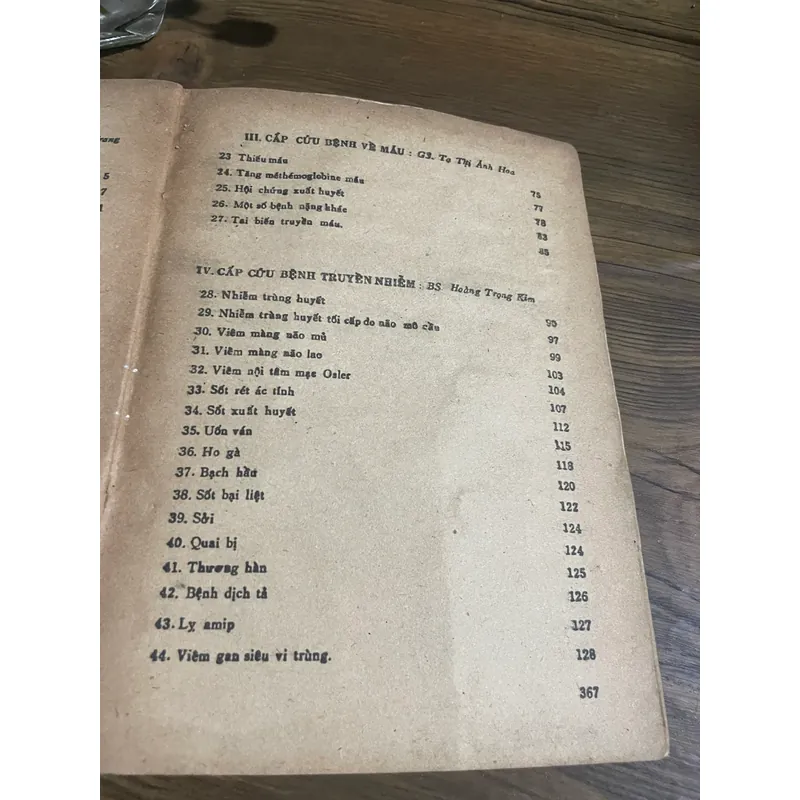 rang
5
7
1
III. CẤP CỨU BỆNH VỀ MÁU : GS. Tạ Thị Ánh Hoa
23 Thiếu máu 75
24. Tăng méthémoglobine máu 77
25. Hội chứng xuất huyết 78
26. Một số bệnh nặng khác 83
27. Tai biến truyền máu. 85
IV. CẤP CỨU BỆNH TRUYỀN NHIỄM : BS Hoàng Trọng Kim
28. Nhiễm trùng huyết 95
29. Nhiễm trùng huyết tối cấp do não mô cầu 97
30. Viêm màng não mủ 99
31. Viêm màng não lao 103
32. Viêm nội tâm mạc Osler 104
33. Sốt rét ác tính 107
34. Sốt xuất huyết 112
35. Uốn ván 115
36. Ho gà 118
37. Bạch hầu 120
38. Sốt bại liệt 122
39. Sởi 124
40. Quai bị 124
41. Thương hàn 125
42. Bệnh dịch tả 126
43. Lỵ amip 127
44. Viêm gan siêu vi trùng. 128
367